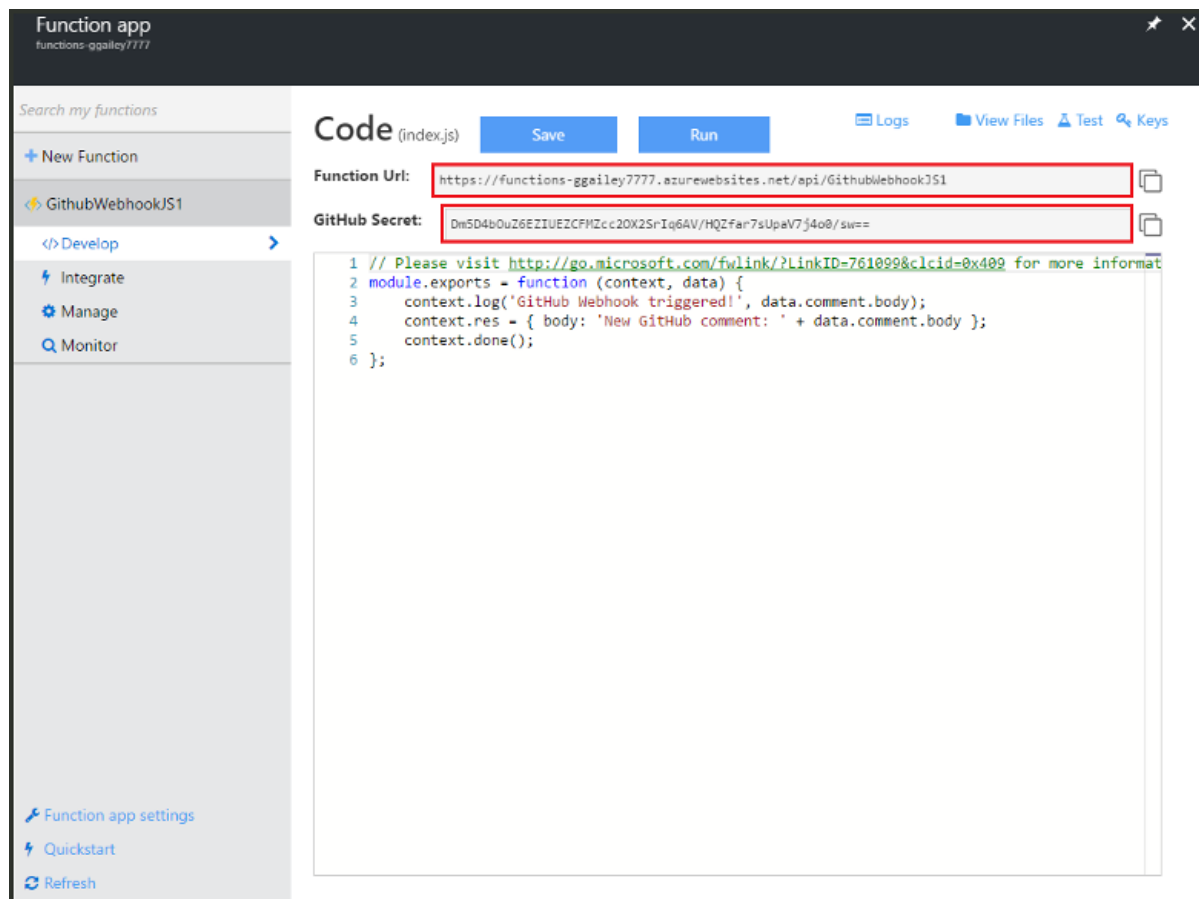 Function app
functions-ggailey7777
Search my functions
New Function
GithubWebhookJS1
</> Develop
Integrate
Manage
Monitor
Function app settings
Quickstart
Refresh
Code (index.js)
Save
Run
Logs
View Files
Test
Keys
Function Url:
https://functions-ggailey7777.azurewebsites.net/api/GithubWebhookJS1
GitHub Secret:
Dm5D4bOuZ6EZIUEZCFMZcc2OX2SrIq6AV/HQZfar7sUpaV7j4o0/sw==
1 // Please visit http://go.microsoft.com/fwlink/?LinkID=761099&clcid=0x409 for more informat
2 module.exports = function (context, data) {
3     context.log('GitHub Webhook triggered!', data.comment.body);
4     context.res = { body: 'New GitHub comment: ' + data.comment.body };
5     context.done();
6 };